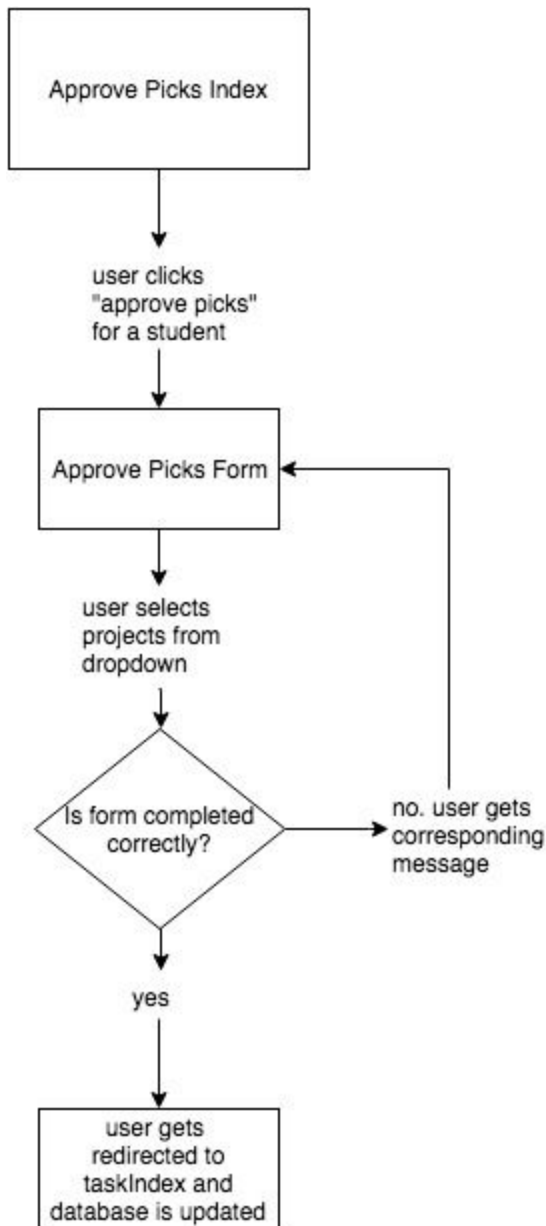 Approve Picks Index
user clicks
"approve picks"
for a student
Approve Picks Form
user selects
projects from
dropdown
Is form completed
correctly?
no. user gets
corresponding
message
yes
user gets
redirected to
taskIndex and
database is updated